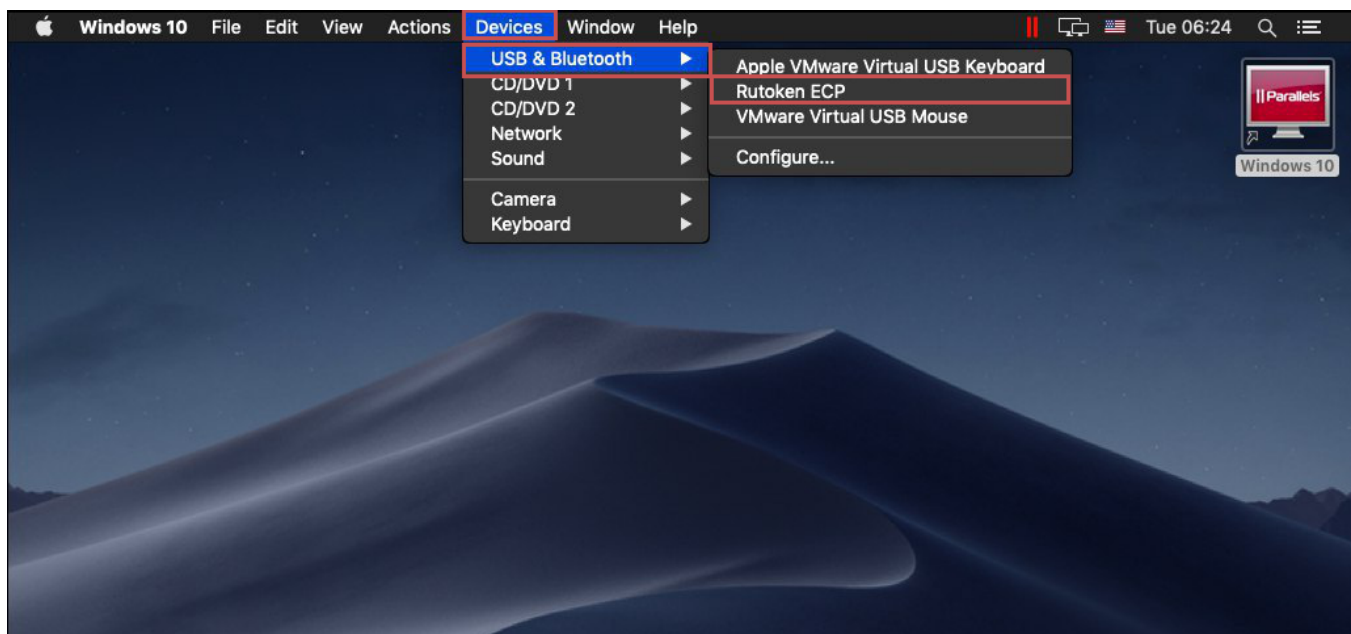 Windows 10 File Edit View Actions Devices Window Help Tue 06:24
USB & Bluetooth
CD/DVD 1
CD/DVD 2
Network
Sound
Camera
Keyboard
Apple VMware Virtual USB Keyboard
Rutoken ECP
VMware Virtual USB Mouse
Configure...
|| Parallels
Windows 10